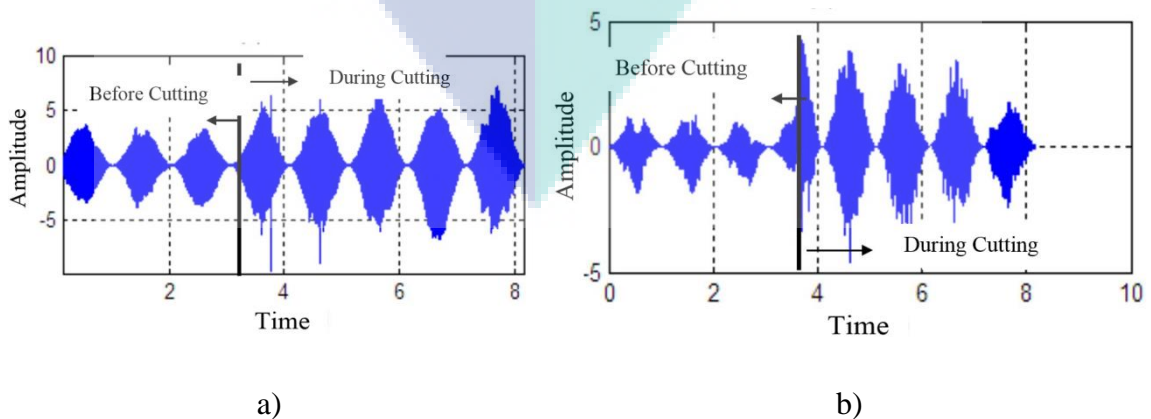 10
5
0
-5
Amplitude
Before Cutting
During Cutting
2 4 6 8
Time
a)
5
0
-5
Amplitude
Before Cutting
During Cutting
0 2 4 6 8 10
Time
b)